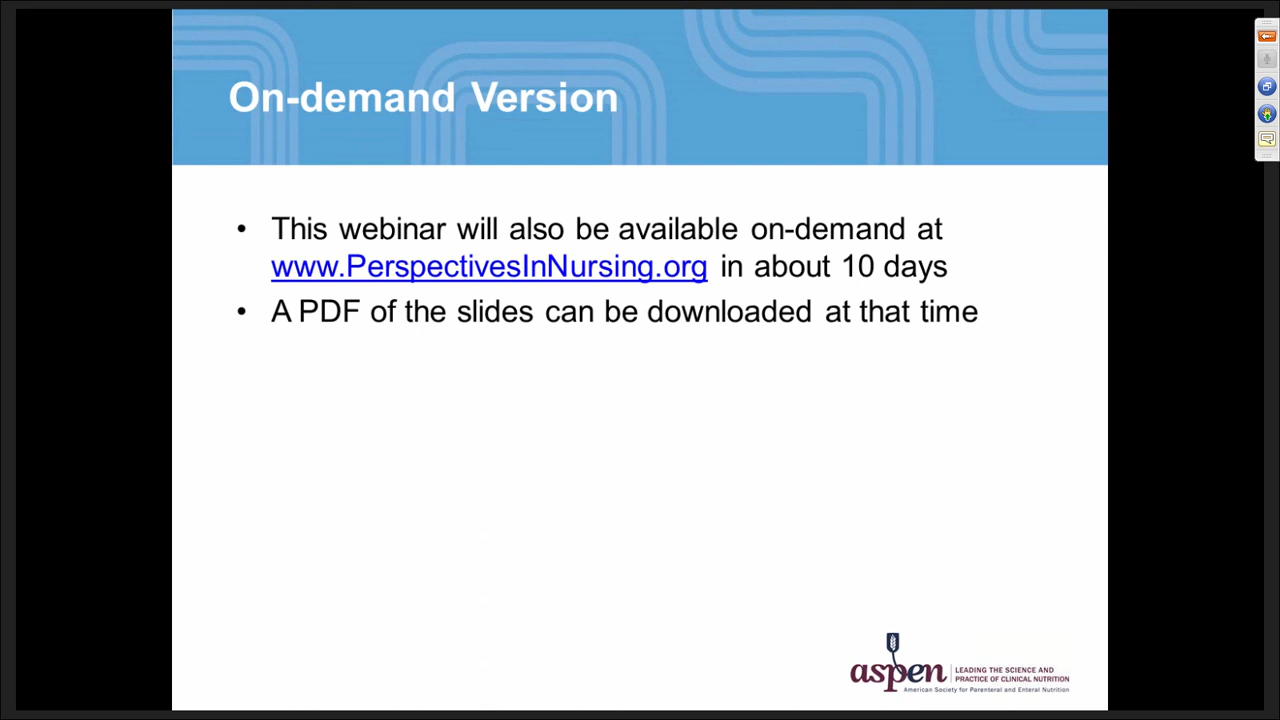 On-demand Version
• This webinar will also be available on-demand at
www.PerspectivesInNursing.org in about 10 days
• A PDF of the slides can be downloaded at that time
aspen
LEADING THE SCIENCE AND
PRACTICE OF CLINICAL NUTRITION
American Society for Parenteral and Enteral Nutrition